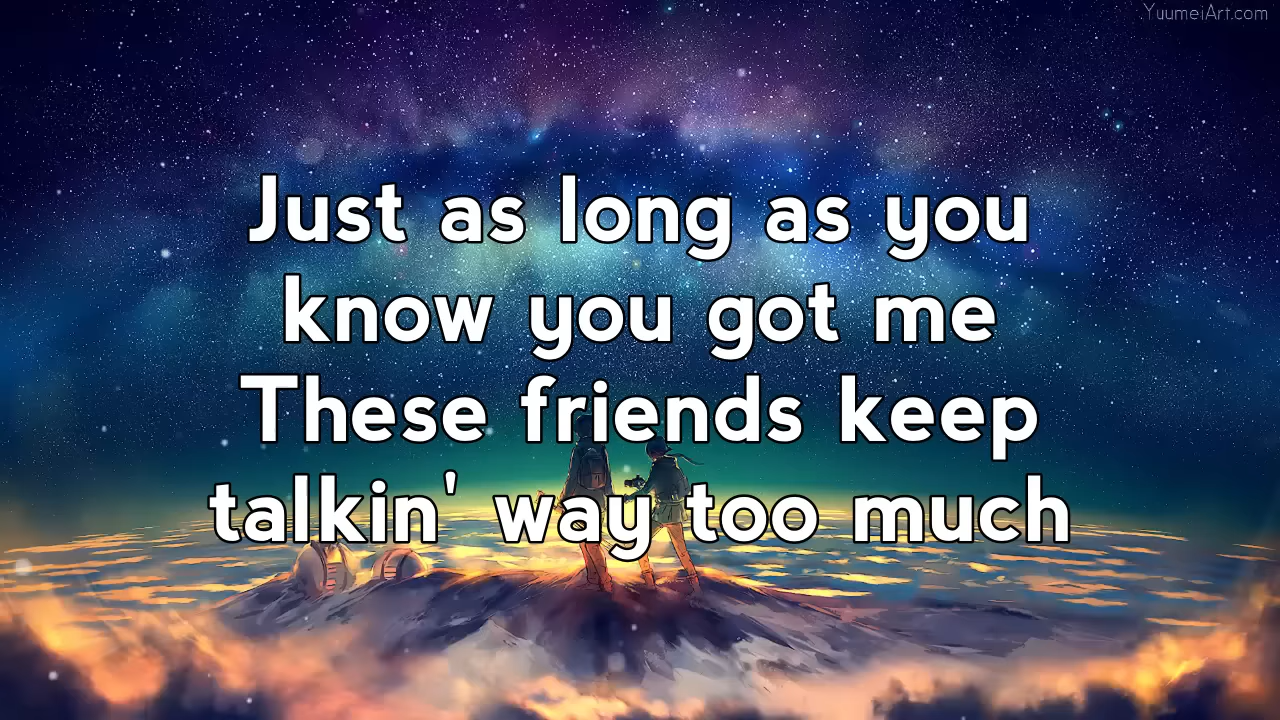 YuumeiArt.com
Just as long as you
know you got me
These friends keep
talkin' way too much